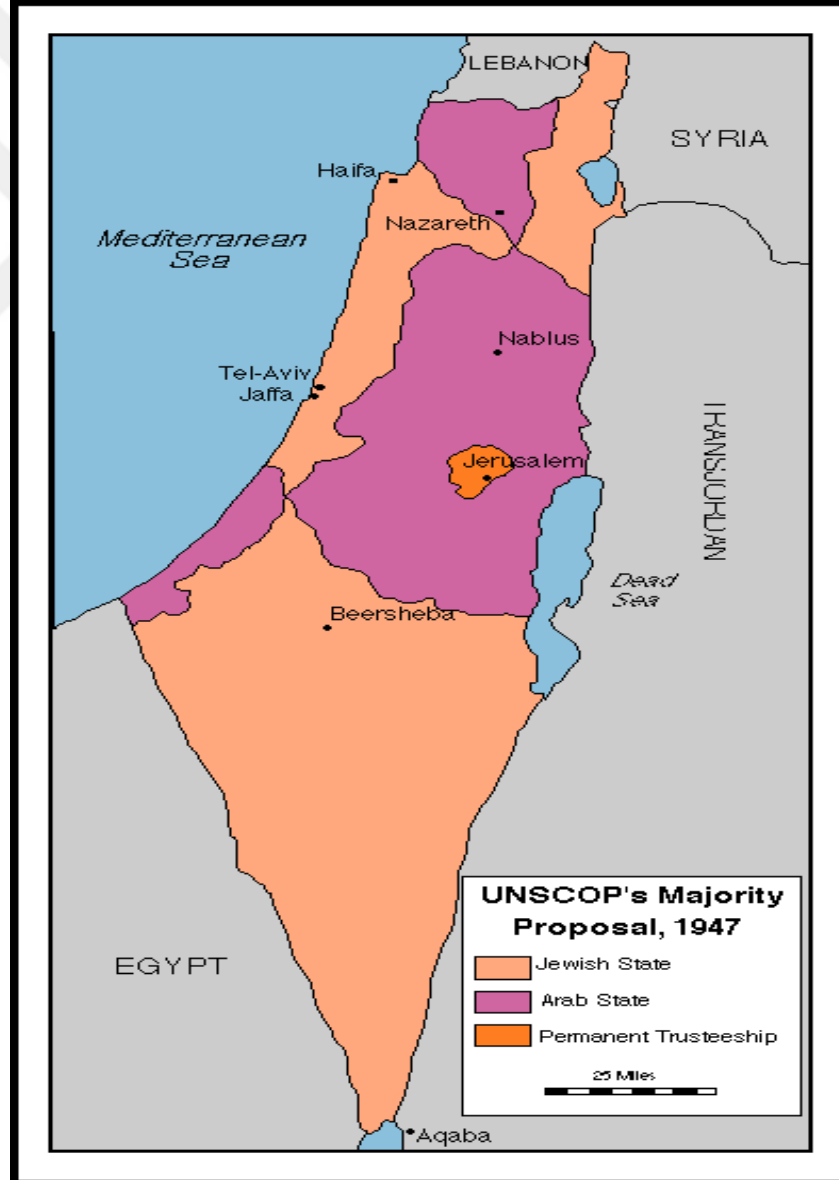 LEBANON
SYRIA
Haifa
Nazareth
Mediterranean
Sea
Nablus
Tel-Aviv
Jaffa
TRANSJORDAN
Jerusalem
Dead
Sea
Beersheba
EGYPT
UNSCOP's Majority
Proposal, 1947
Jewish State
Arab State
Permanent Trusteeship
25 Miles
Aqaba